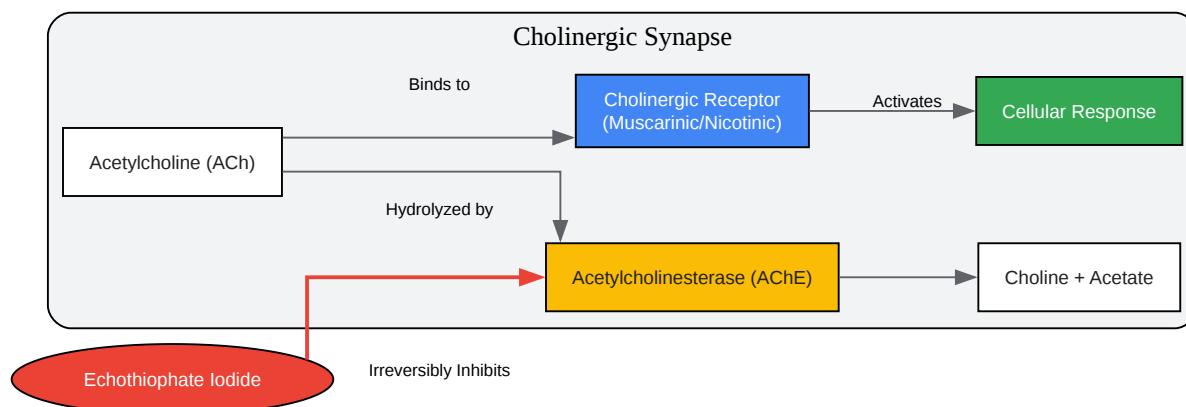 Cholinergic Synapse
Binds to
Cholinergic Receptor
(Muscarinic/Nicotinic)
Activates
Cellular Response
Acetylcholine (ACh)
Hydrolyzed by
Acetylcholinesterase (AChE)
Choline + Acetate
Echothiophate Iodide
Irreversibly Inhibits